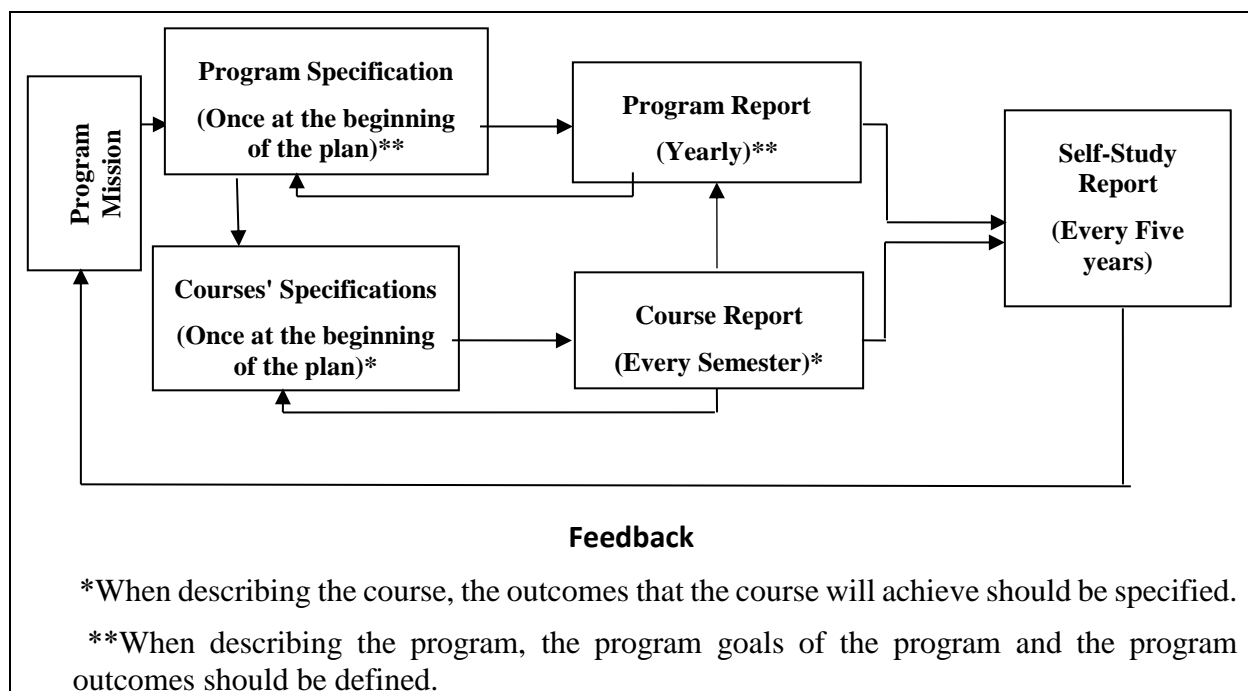 Program
Mission
Program Specification
(Once at the beginning
of the plan)**
Program Report
(Yearly)**
Self-Study
Report
(Every Five
years)
Courses' Specifications
(Once at the beginning
of the plan)*
Course Report
(Every Semester)*
Feedback
*When describing the course, the outcomes that the course will achieve should be specified.
**When describing the program, the program goals of the program and the program
outcomes should be defined.